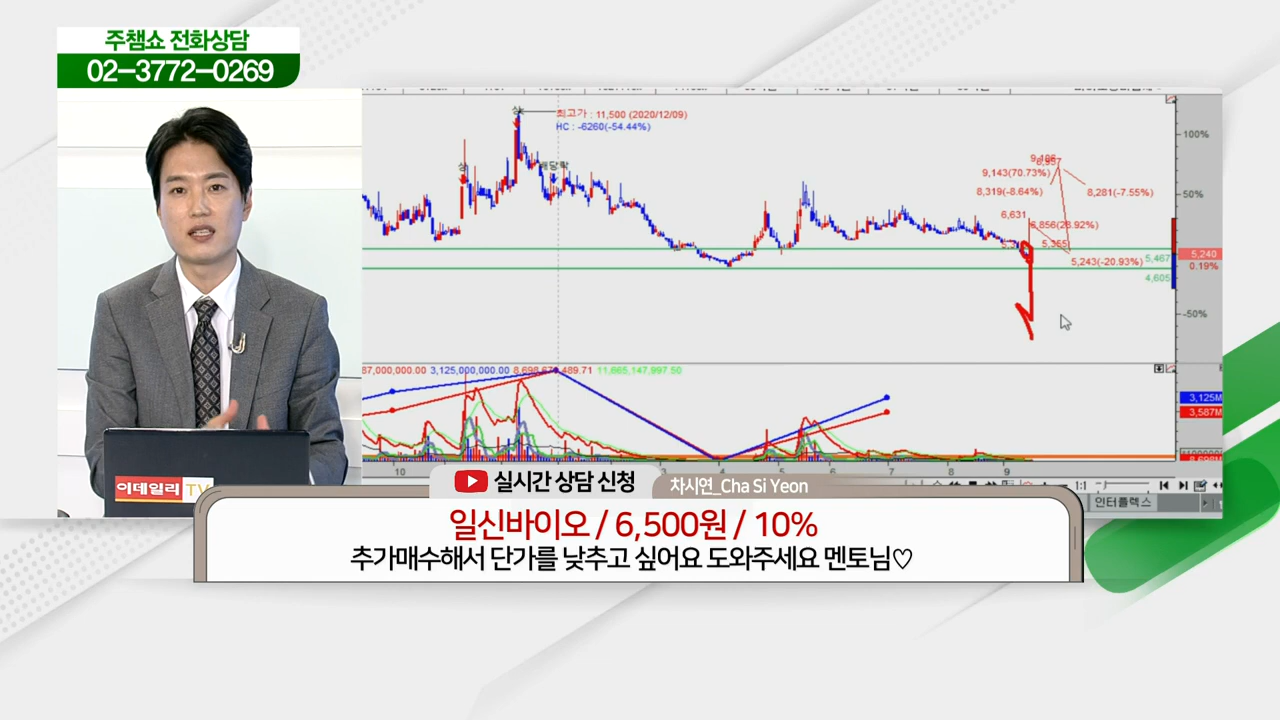 주챔쇼 전화상담
02-3772-0269
최고가 : 11,500 (2020/12/09)
HC : -6260(-54.44%)
상
상
100%
50%
-50%
9,143(70.73%)
8,319(-8.64%)
8,281(-7.55%)
6,631
5,355
5,243(-20.93%)
5,467
5,240
0.19%
4,605
3,125,000,000.00
11,665,147,997.50
3,125M
3,587M
10
4
5
6
7
8
9
1:1
인터플렉스
이데일리 TV
실시간 상담 신청
차시연_Cha Si Yeon
일신바이오 / 6,500원 / 10%
추가매수해서 단가를 낮추고 싶어요 도와주세요 멘토님♡